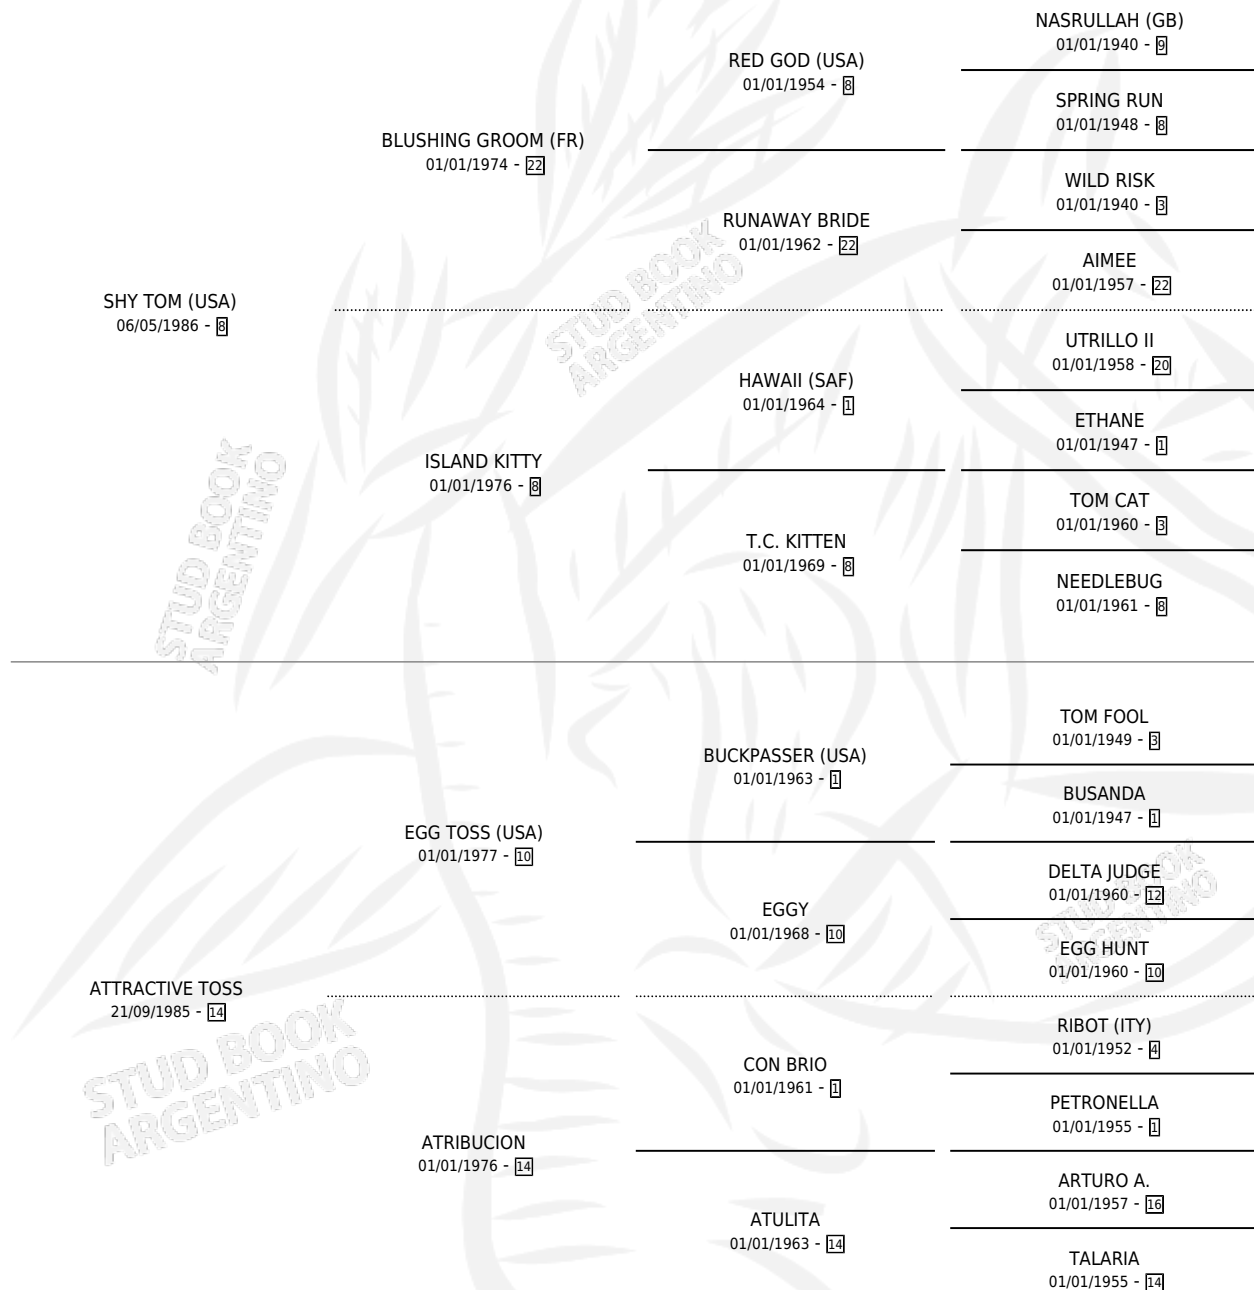 NASRULLAH (GB)
01/01/1940 - 9
RED GOD (USA)
01/01/1954 - 8
SPRING RUN
01/01/1948 - 8
BLUSHING GROOM (FR)
01/01/1974 - 22
WILD RISK
01/01/1940 - 3
RUNAWAY BRIDE
01/01/1962 - 22
AIMEE
01/01/1957 - 22
SHY TOM (USA)
06/05/1986 - 8
STUD BOOK
ARGENTINO
UTRILLO II
01/01/1958 - 20
HAWAII (SAF)
01/01/1964 - 1
ETHANE
01/01/1947 - 1
ISLAND KITTY
01/01/1976 - 8
TOM CAT
01/01/1960 - 3
T.C. KITTEN
01/01/1969 - 8
NEEDLEBUG
01/01/1961 - 8
STUD BOOK
ARGENTINO
TOM FOOL
01/01/1949 - 3
BUCKPASSER (USA)
01/01/1963 - 1
BUSANDA
01/01/1947 - 1
EGG TOSS (USA)
01/01/1977 - 10
DELTA JUDGE
01/01/1960 - 12
EGGY
01/01/1968 - 10
EGG HUNT
01/01/1960 - 10
STUD BOOK
ARGENTINO
ATTRACTIVE TOSS
21/09/1985 - 14
RIBOT (ITY)
01/01/1952 - 4
CON BRIO
01/01/1961 - 1
PETRONELLA
01/01/1955 - 1
STUD BOOK
ARGENTINO
ATRIBUCION
01/01/1976 - 14
ARTURO A.
01/01/1957 - 16
ATULITA
01/01/1963 - 14
TALARIA
01/01/1955 - 14